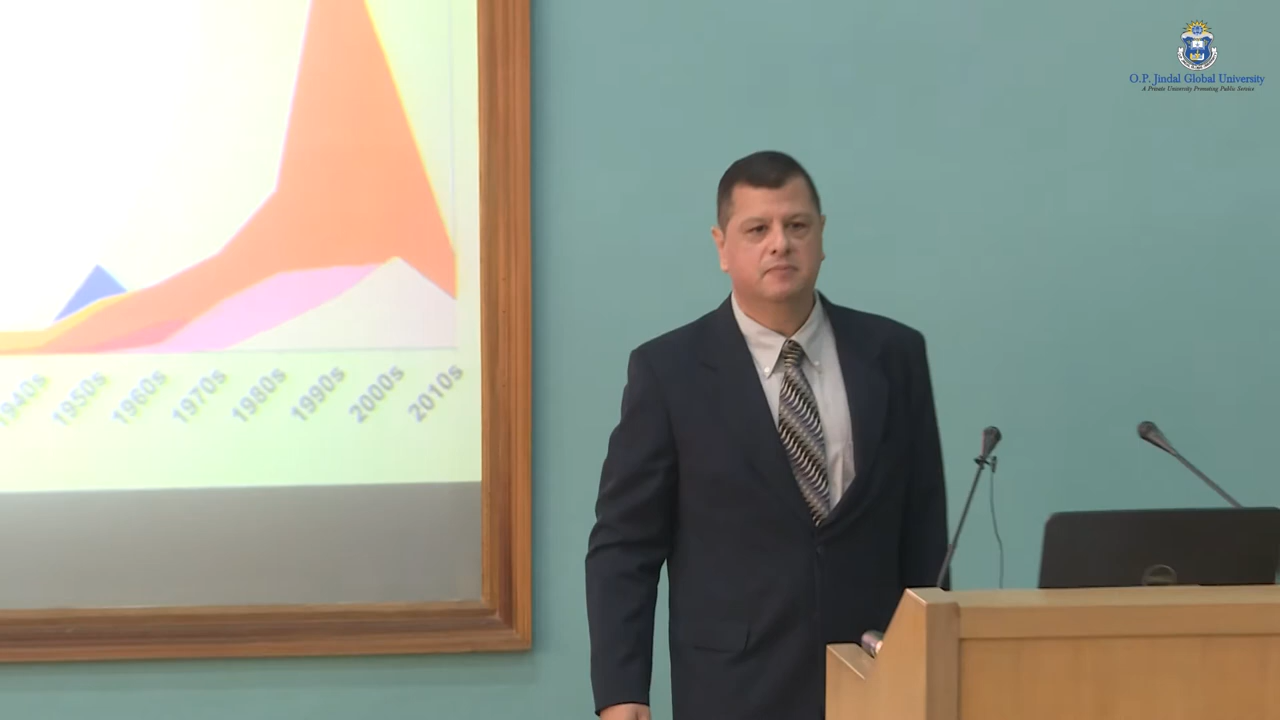 O.P. Jindal Global University
A Private University Promoting Public Service
1940s 1950s 1960s 1970s 1980s 1990s 2000s 2010s